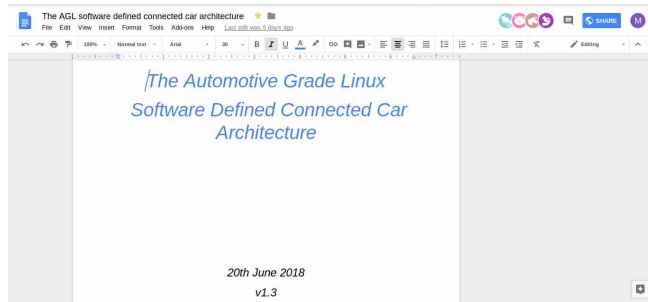 The AGL software defined connected car architecture
File Edit View Insert Format Tools Add-ons Help Last edit was 5 days ago
SHARE
M
100% Normal text Arial 30 B I U A GO Editing
The Automotive Grade Linux
Software Defined Connected Car
Architecture
20th June 2018
v1.3